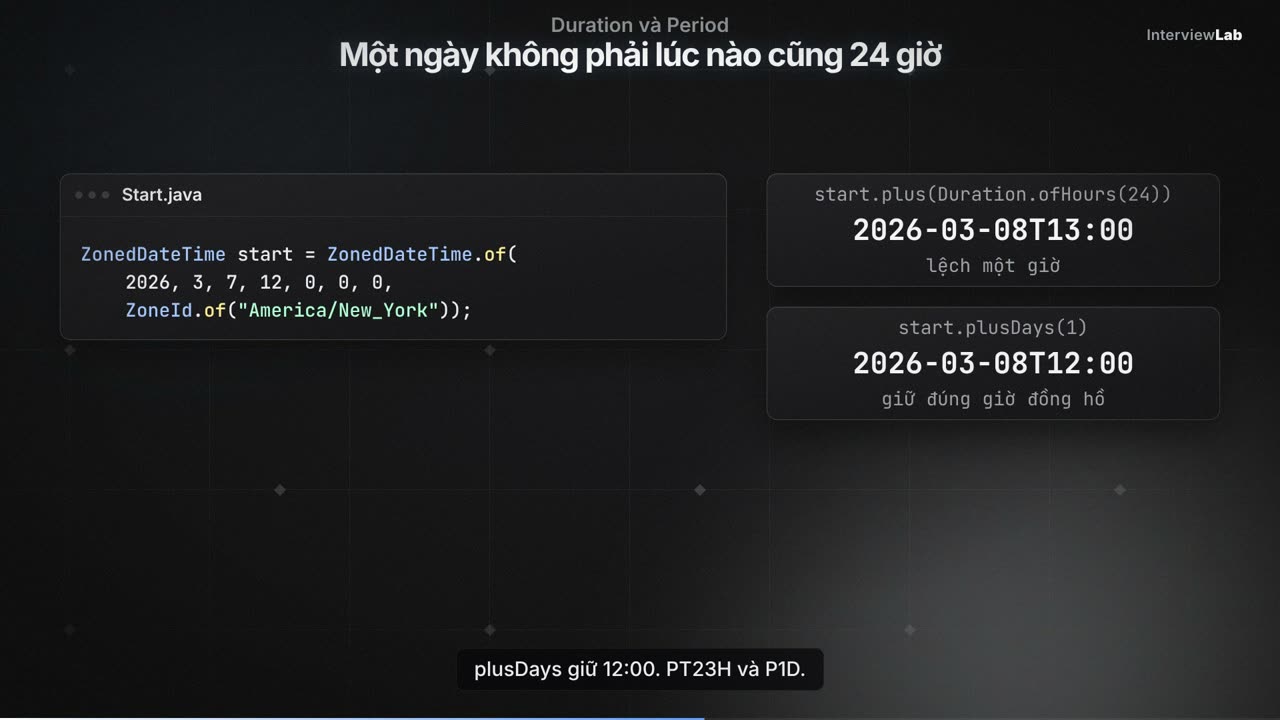 Duration và Period
Một ngày không phải lúc nào cũng 24 giờ
InterviewLab
Start.java
ZonedDateTime start = ZonedDateTime.of(
    2026, 3, 7, 12, 0, 0, 0,
    ZoneId.of("America/New_York"));
start.plus(Duration.ofHours(24))
2026-03-08T13:00
lệch một giờ
start.plusDays(1)
2026-03-08T12:00
giữ đúng giờ đồng hồ
plusDays giữ 12:00. PT23H và P1D.